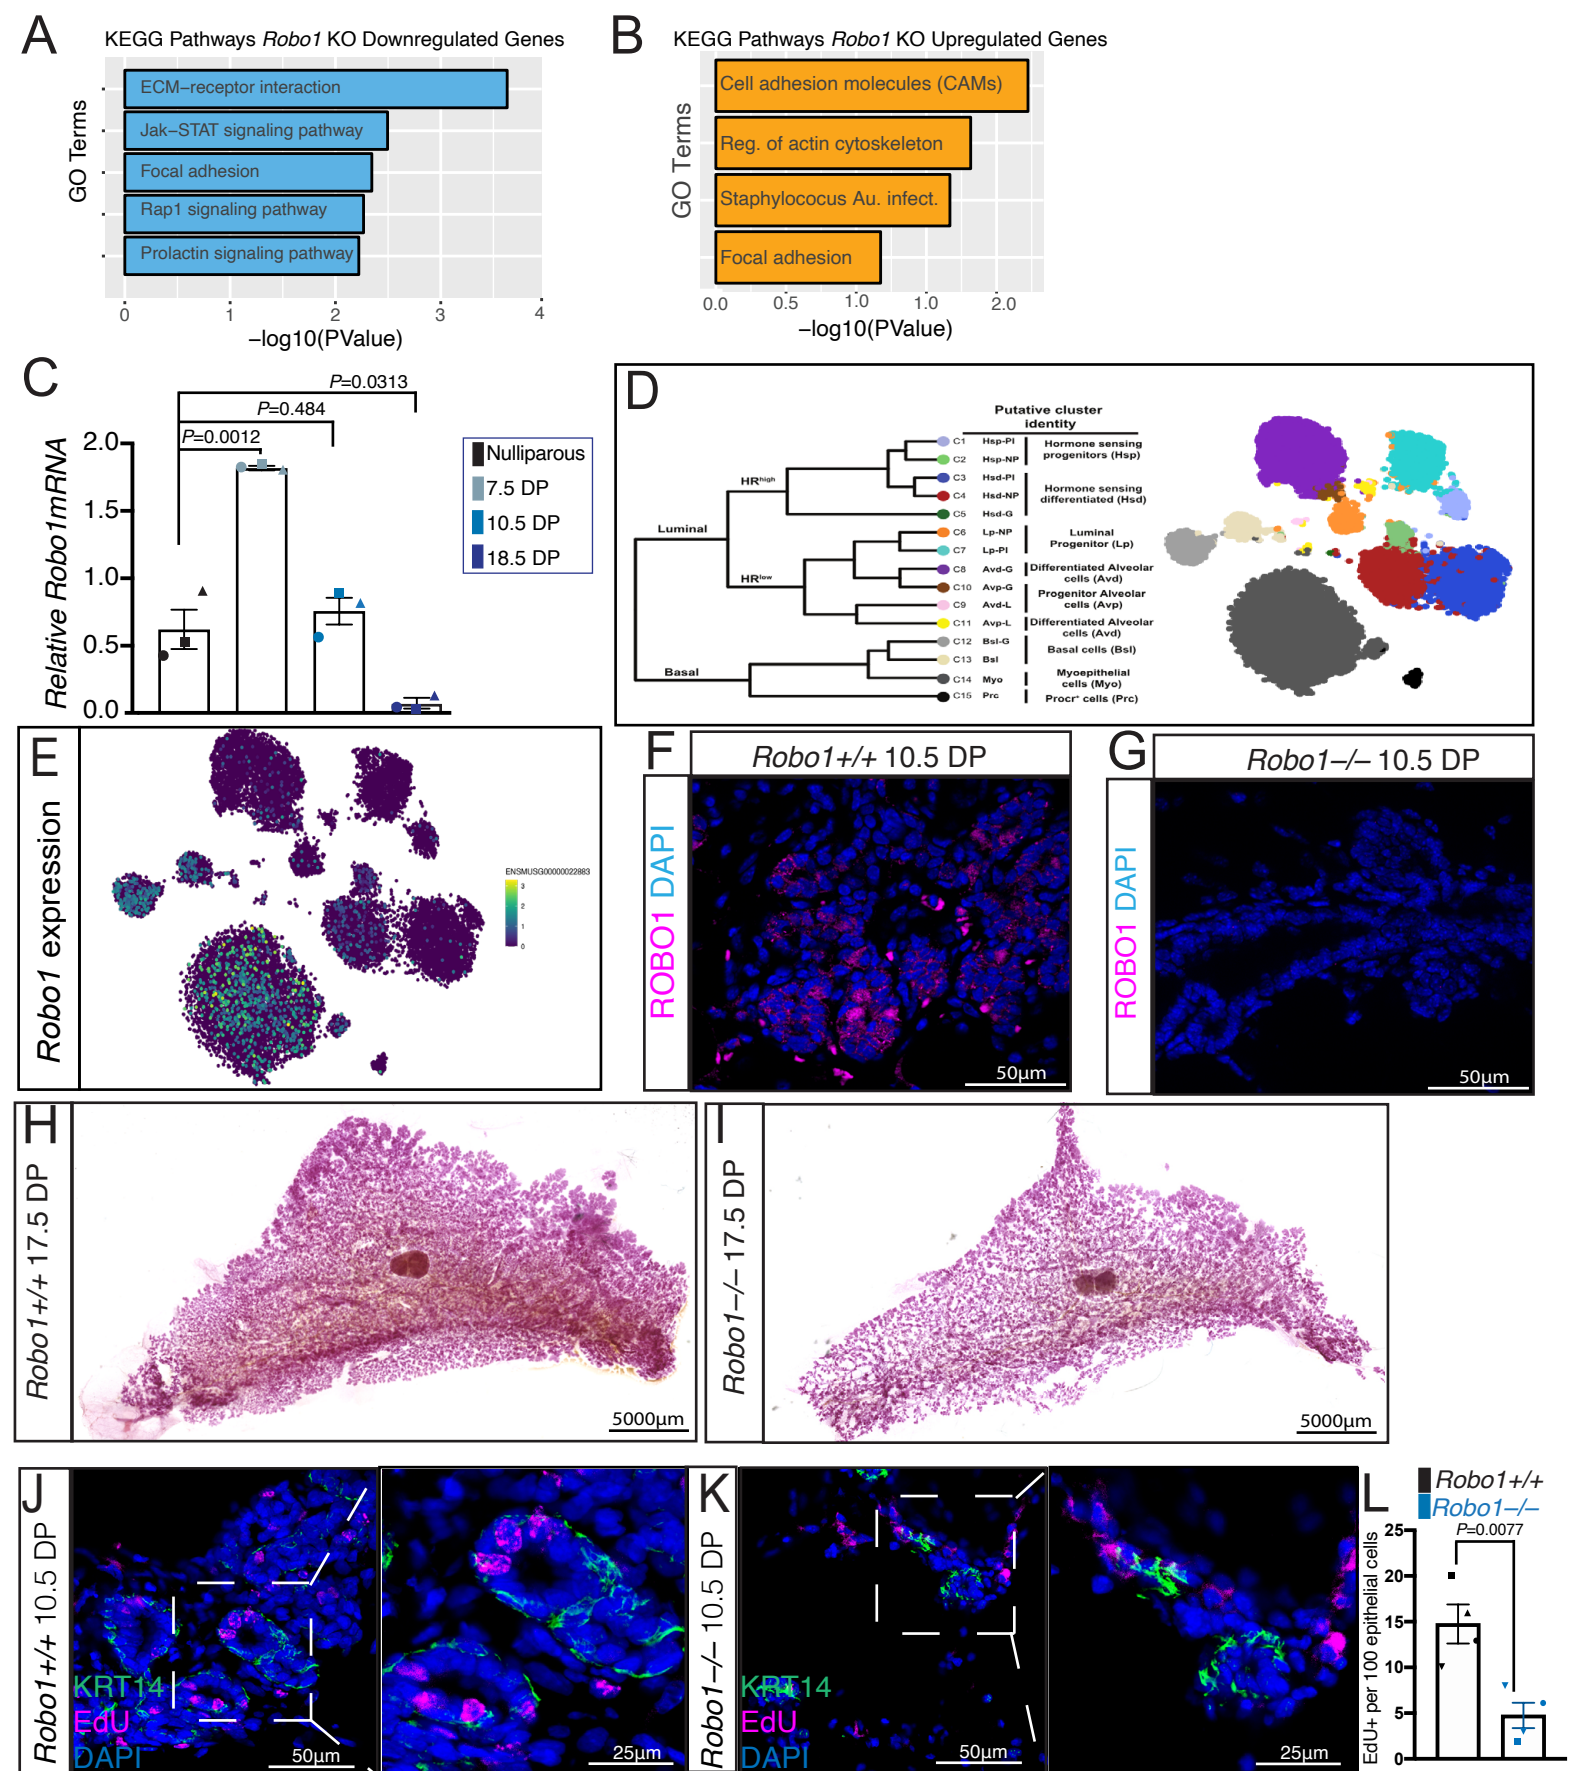 A
KEGG Pathways Robo1 KO Downregulated Genes
GO Terms
ECM–receptor interaction
Jak–STAT signaling pathway
Focal adhesion
Rap1 signaling pathway
Prolactin signaling pathway
0 1 2 3 4
–log10(PValue)
B
KEGG Pathways Robo1 KO Upregulated Genes
GO Terms
Cell adhesion molecules (CAMs)
Reg. of actin cytoskeleton
Staphylococus Au. infect.
Focal adhesion
0.0 0.5 1.0 1.0 2.0
–log10(PValue)
C
P=0.0313
P=0.484
P=0.0012
Relative Robo1mRNA
2.0
1.5
1.0
0.5
0.0
Nulliparous
7.5 DP
10.5 DP
18.5 DP
D
Putative cluster
identity
Luminal
Basal
HRhigh
HRlow
C1 Hsp-PI
C2 Hsp-NP
C3 Hsd-PI
C4 Hsd-NP
C5 Hsd-G
C6 Lp-NP
C7 Lp-PI
C8 Avd-G
C10 Avp-G
C9 Avd-L
C11 Avp-L
C12 Bsl-G
C13 Bsl
C14 Myo
C15 Prc
Hormone sensing
progenitors (Hsp)
Hormone sensing
differentiated (Hsd)
Luminal
Progenitor (Lp)
Differentiated Alveolar
cells (Avd)
Progenitor Alveolar
cells (Avp)
Differentiated Alveolar
cells (Avd)
Basal cells (Bsl)
Myoepithelial
cells (Myo)
Procr+ cells (Prc)
E
Robo1 expression
ENSMUSG00000022883
3
2
1
0
F
Robo1+/+ 10.5 DP
ROBO1 DAPI
50µm
G
Robo1–/– 10.5 DP
ROBO1 DAPI
50µm
H
Robo1+/+ 17.5 DP
5000µm
I
Robo1–/– 17.5 DP
5000µm
J
Robo1+/+ 10.5 DP
KRT14
EdU
DAPI
50µm
25µm
K
Robo1–/– 10.5 DP
KRT14
EdU
DAPI
50µm
25µm
L
Robo1+/+
Robo1–/–
P=0.0077
EdU+ per 100 epithelial cells
25
20
15
10
5
0